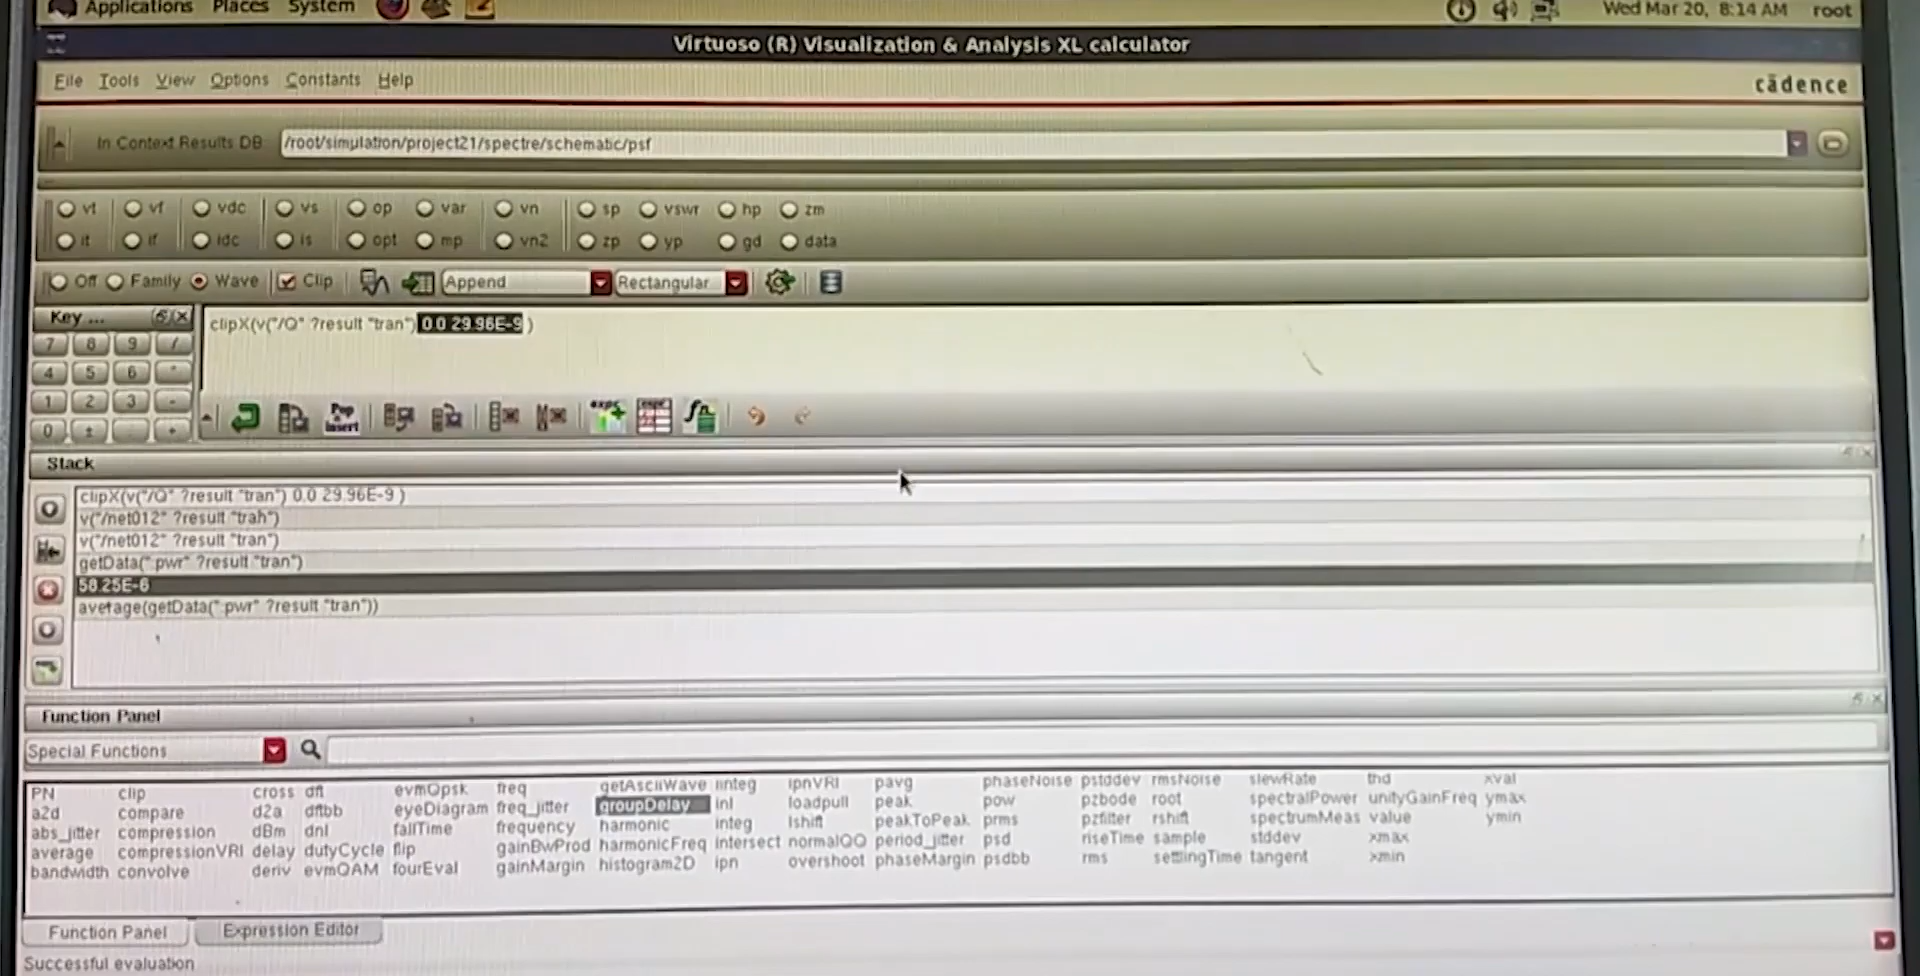 Applications Places System Wed Mar 20, 8:14 AM root
Virtuoso (R) Visualization & Analysis XL calculator
File Tools View Options Constants Help cādence
In Context Results DB /root/simulation/project21/spectre/schematic/psf
vt vf vdc vs op var vn sp vswr hp zm
it if idc is opt mp vn2 zp yp gd data
Off Family Wave Clip Append Rectangular
Key ...
clipX(v("/Q" ?result "tran") 0.0 29.96E-9 )
7 8 9 /
4 5 6 *
1 2 3 -
0 ± . +
Pop insert
Stack
clipX(v("/Q" ?result "tran") 0.0 29.96E-9 )
v("/net012" ?result "tran")
v("/net012" ?result "tran")
getData(":pwr" ?result "tran")
58.25E-6
average(getData(":pwr" ?result "tran"))
Function Panel
Special Functions
PN clip cross dft evmQpsk freq getAsciiWave iinteg ipnVRI pavg phaseNoise pstddev rmsNoise slewRate thd xval
a2d compare d2a dftbb eyeDiagram freq_jitter groupDelay inl loadpull peak pow pzbode root spectralPower unityGainFreq ymax
abs_jitter compression dBm dnl fallTime frequency harmonic integ lshift peakToPeak prms pzfilter rshift spectrumMeas value ymin
average compressionVRI delay dutyCycle flip gainBwProd harmonicFreq intersect normalQQ period_jitter psd riseTime sample stddev xmax
bandwidth convolve deriv evmQAM fourEval gainMargin histogram2D ipn overshoot phaseMargin psdbb rms settlingTime tangent xmin
Function Panel Expression Editor
Successful evaluation